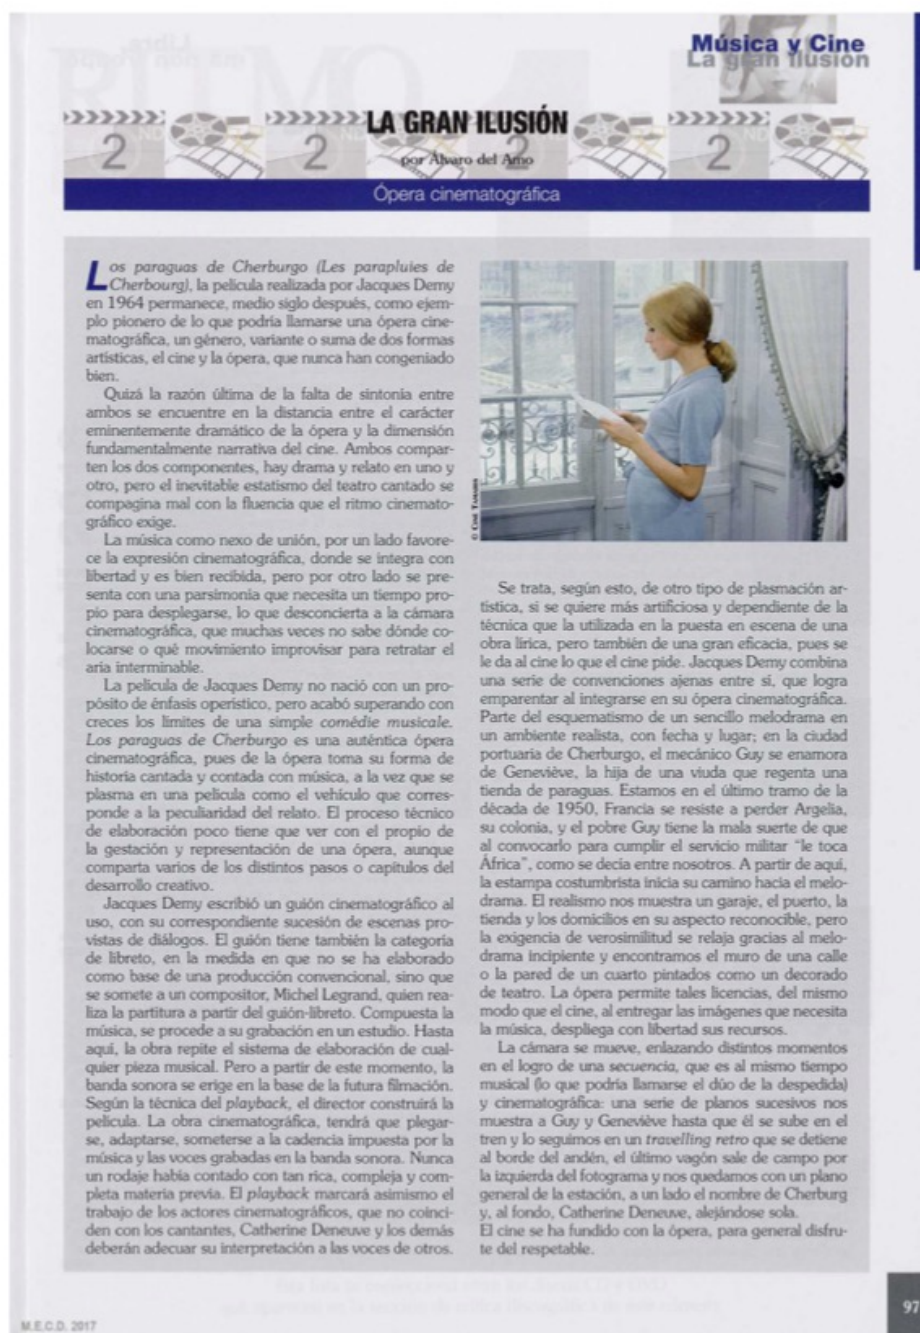 Música y Cine
La gran ilusión
LA GRAN ILUSIÓN
por Álvaro del Amo
Ópera cinematográfica
Los paraguas de Cherburgo (Les parapluies de
Cherbourg), la película realizada por Jacques Demy
en 1964 permanece, medio siglo después, como ejem-
plo pionero de lo que podría llamarse una ópera cine-
matográfica, un género, variante o suma de dos formas
artísticas, el cine y la ópera, que nunca han congeniado
bien.
Quizá la razón última de la falta de sintonía entre
ambos se encuentre en la distancia entre el carácter
eminentemente dramático de la ópera y la dimensión
fundamentalmente narrativa del cine. Ambos compar-
ten los dos componentes, hay drama y relato en uno y
otro, pero el inevitable estatismo del teatro cantado se
compagina mal con la fluencia que el ritmo cinemato-
gráfico exige.
La música como nexo de unión, por un lado favore-
ce la expresión cinematográfica, donde se integra con
libertad y es bien recibida, pero por otro lado se pre-
senta con una parsimonia que necesita un tiempo pro-
pio para desplegarse, lo que desconcierta a la cámara
cinematográfica, que muchas veces no sabe dónde co-
locarse o qué movimiento improvisar para retratar el
aria interminable.
La película de Jacques Demy no nació con un pro-
pósito de énfasis operístico, pero acabó superando con
creces los límites de una simple comédie musicale.
Los paraguas de Cherburgo es una auténtica ópera
cinematográfica, pues de la ópera toma su forma de
historia cantada y contada con música, a la vez que se
plasma en una película como el vehículo que corres-
ponde a la peculiaridad del relato. El proceso técnico
de elaboración poco tiene que ver con el propio de
la gestación y representación de una ópera, aunque
comparta varios de los distintos pasos o capítulos del
desarrollo creativo.
Jacques Demy escribió un guión cinematográfico al
uso, con su correspondiente sucesión de escenas pro-
vistas de diálogos. El guión tiene también la categoría
de libreto, en la medida en que no se ha elaborado
como base de una producción convencional, sino que
se somete a un compositor, Michel Legrand, quien rea-
liza la partitura a partir del guión-libreto. Compuesta la
música, se procede a su grabación en un estudio. Hasta
aquí, la obra repite el sistema de elaboración de cual-
quier pieza musical. Pero a partir de este momento, la
banda sonora se erige en la base de la futura filmación.
Según la técnica del playback, el director construirá la
película. La obra cinematográfica, tendrá que plegar-
se, adaptarse, someterse a la cadencia impuesta por la
música y las voces grabadas en la banda sonora. Nunca
un rodaje había contado con tan rica, compleja y com-
pleta materia previa. El playback marcará asimismo el
trabajo de los actores cinematográficos, que no coinci-
den con los cantantes, Catherine Deneuve y los demás
deberán adecuar su interpretación a las voces de otros.
© CINE TAMARIS
Se trata, según esto, de otro tipo de plasmación ar-
tística, si se quiere más artificiosa y dependiente de la
técnica que la utilizada en la puesta en escena de una
obra lírica, pero también de una gran eficacia, pues se
le da al cine lo que el cine pide. Jacques Demy combina
una serie de convenciones ajenas entre sí, que logra
emparentar al integrarse en su ópera cinematográfica.
Parte del esquematismo de un sencillo melodrama en
un ambiente realista, con fecha y lugar; en la ciudad
portuaria de Cherburgo, el mecánico Guy se enamora
de Geneviève, la hija de una viuda que regenta una
tienda de paraguas. Estamos en el último tramo de la
década de 1950, Francia se resiste a perder Argelia,
su colonia, y el pobre Guy tiene la mala suerte de que
al convocarlo para cumplir el servicio militar “le toca
África”, como se decía entre nosotros. A partir de aquí,
la estampa costumbrista inicia su camino hacia el melo-
drama. El realismo nos muestra un garaje, el puerto, la
tienda y los domicilios en su aspecto reconocible, pero
la exigencia de verosimilitud se relaja gracias al melo-
drama incipiente y encontramos el muro de una calle
o la pared de un cuarto pintados como un decorado
de teatro. La ópera permite tales licencias, del mismo
modo que el cine, al entregar las imágenes que necesita
la música, despliega con libertad sus recursos.
La cámara se mueve, enlazando distintos momentos
en el logro de una secuencia, que es al mismo tiempo
musical (lo que podría llamarse el dúo de la despedida)
y cinematográfica: una serie de planos sucesivos nos
muestra a Guy y Geneviève hasta que él se sube en el
tren y lo seguimos en un travelling retro que se detiene
al borde del andén, el último vagón sale de campo por
la izquierda del fotograma y nos quedamos con un plano
general de la estación, a un lado el nombre de Cherburg
y, al fondo, Catherine Deneuve, alejándose sola.
El cine se ha fundido con la ópera, para general disfru-
te del respetable.
97
M.E.C.D. 2017